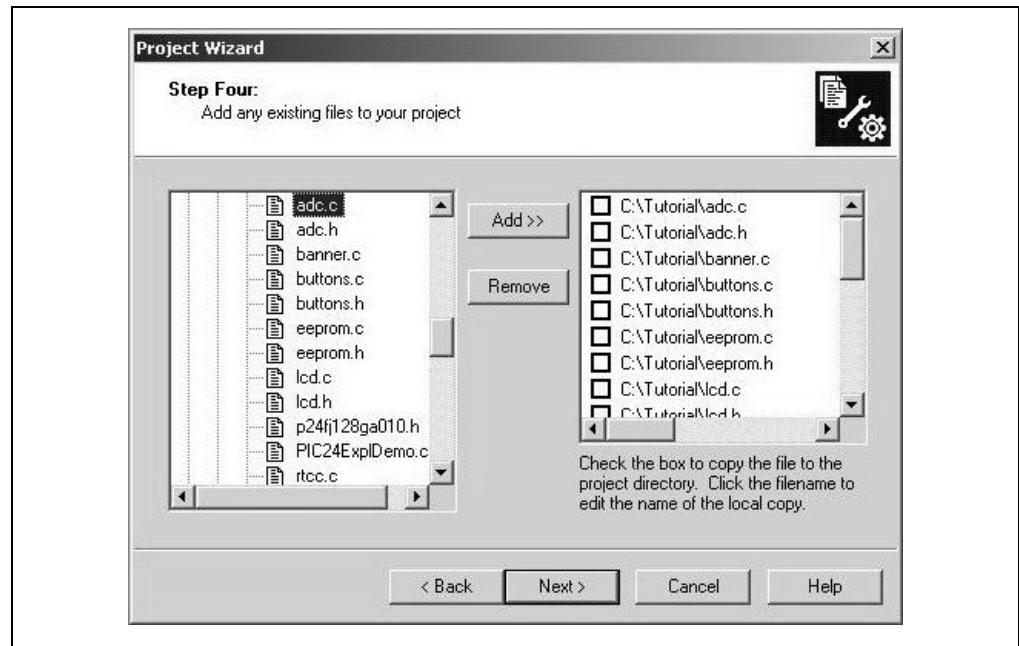 Project Wizard
Step Four:
Add any existing files to your project
adc.c
adc.h
banner.c
buttons.c
buttons.h
eeprom.c
eeprom.h
lcd.c
lcd.h
p24fj128ga010.h
PIC24ExplDemo.c
rtcc.c
Add >>
Remove
C:\Tutorial\adc.c
C:\Tutorial\adc.h
C:\Tutorial\banner.c
C:\Tutorial\buttons.c
C:\Tutorial\buttons.h
C:\Tutorial\eeprom.c
C:\Tutorial\eeprom.h
C:\Tutorial\lcd.c
C:\Tutorial\lcd.h
Check the box to copy the file to the
project directory. Click the filename to
edit the name of the local copy.
< Back
Next >
Cancel
Help